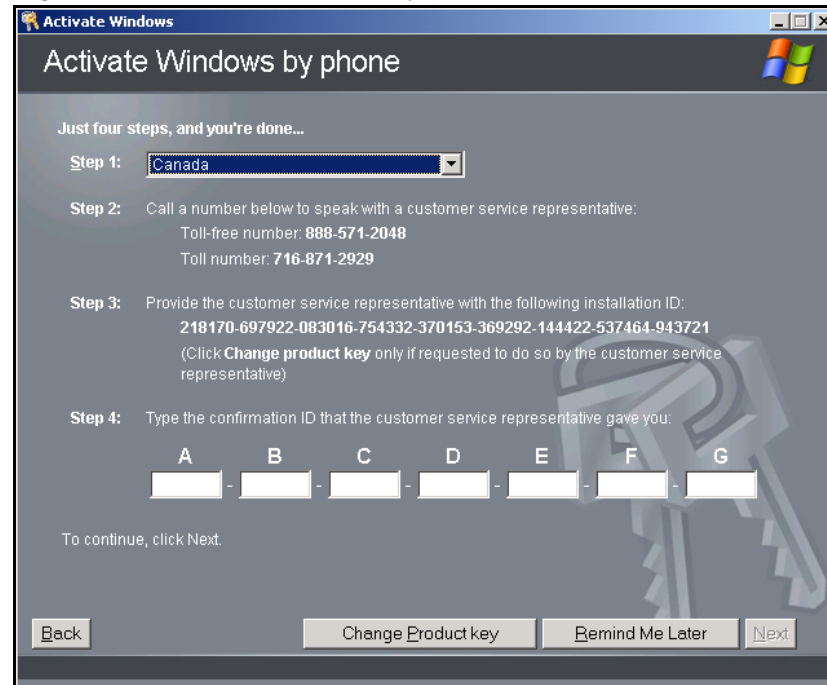 Activate Windows
Activate Windows by phone
Just four steps, and you're done...
Step 1: Canada
Step 2: Call a number below to speak with a customer service representative:
Toll-free number: 888-571-2048
Toll number: 716-871-2929
Step 3: Provide the customer service representative with the following installation ID:
218170-697922-083016-754332-370153-369292-144422-537464-943721
(Click Change product key only if requested to do so by the customer service
representative)
Step 4: Type the confirmation ID that the customer service representative gave you:
A B C D E F G
- - - - - -
To continue, click Next.
Back Change Product key Remind Me Later Next